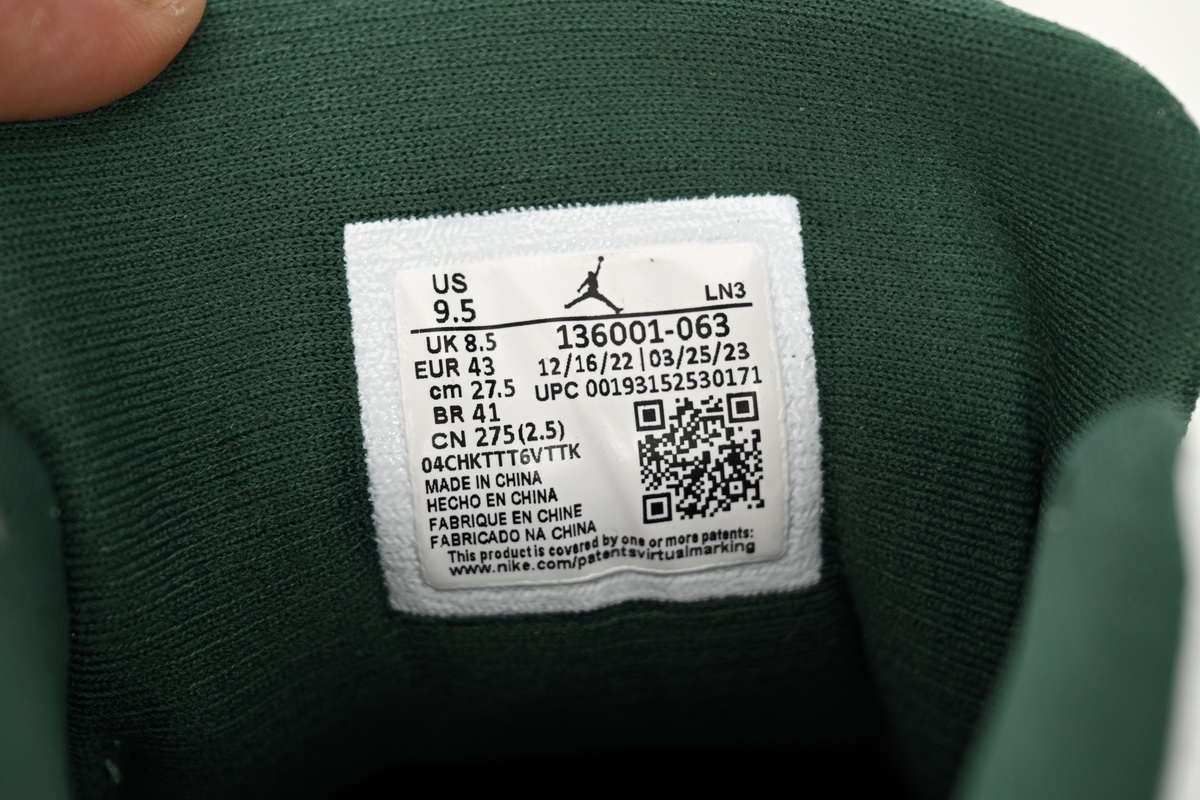 US
9.5
LN3
UK 8.5
EUR 43
cm 27.5
BR 41
CN 275(2.5)
136001-063
12/16/22|03/25/23
UPC 00193152530171
04CHKTTT6VTTK
MADE IN CHINA
HECHO EN CHINA
FABRIQUE EN CHINE
FABRICADO NA CHINA
This product is covered by one or more patents:
www.nike.com/patentsvirtualmarking